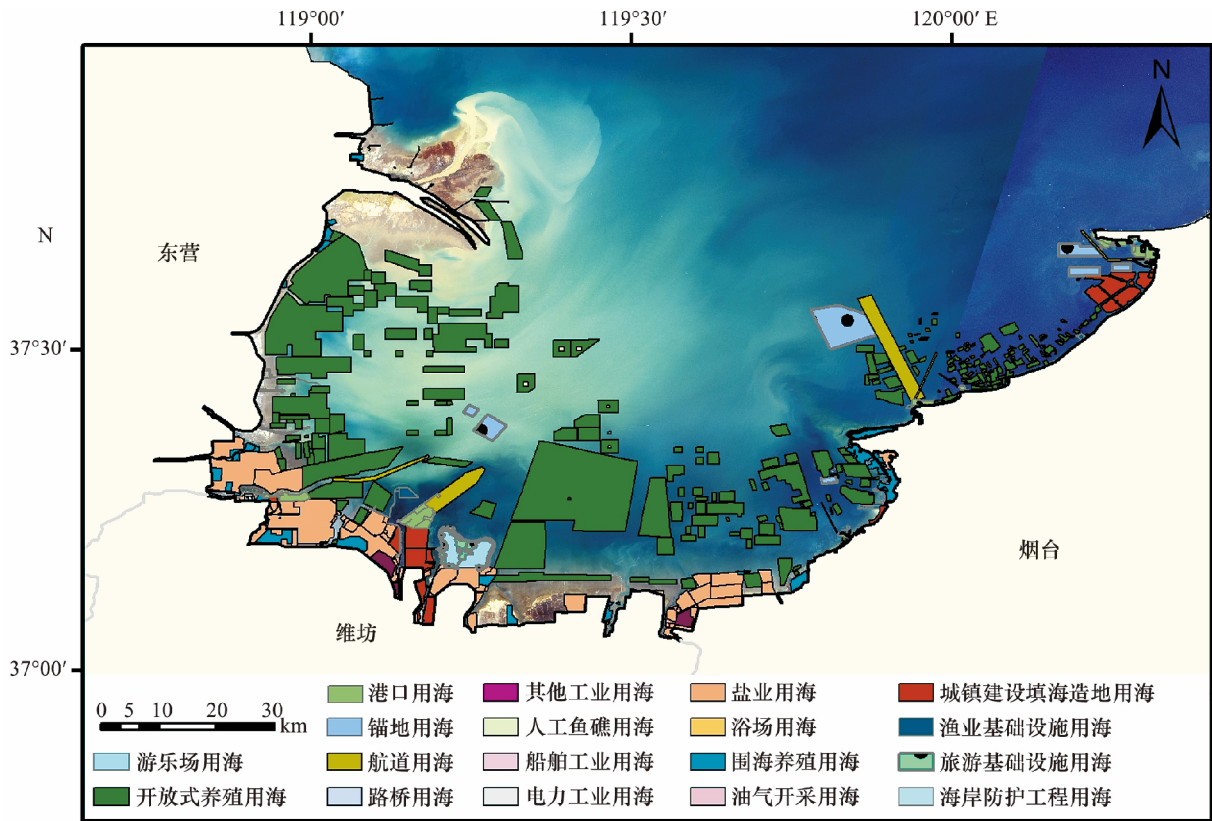 119°00′ 119°30′ 120°00′ E
N
N
东营
37°30′
烟台
维坊
37°00′
港口用海 其他工业用海 盐业用海 城镇建设填海造地用海
0 5 10 20 30 km
锚地用海 人工鱼礁用海 浴场用海 渔业基础设施用海
游乐场用海 航道用海 船舶工业用海 围海养殖用海 旅游基础设施用海
开放式养殖用海 路桥用海 电力工业用海 油气开采用海 海岸防护工程用海